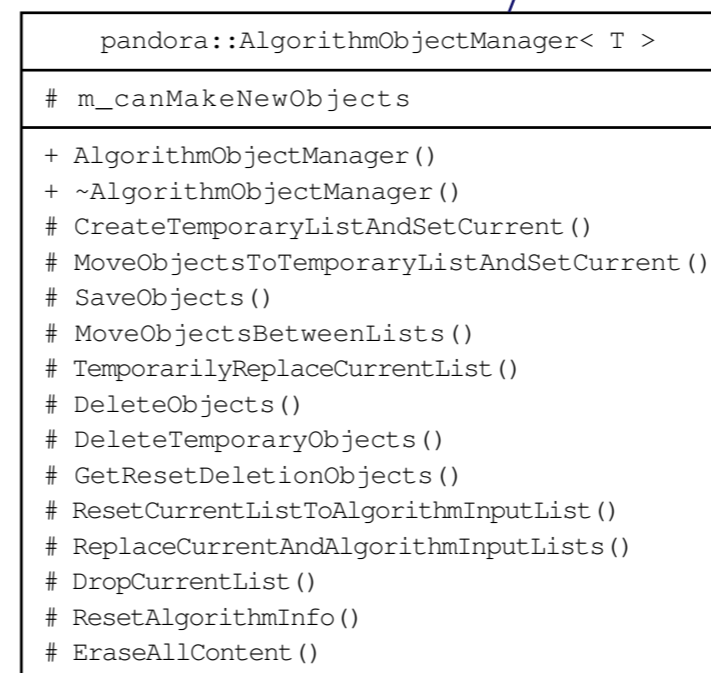 pandora::AlgorithmObjectManager< T >
# m_canMakeNewObjects
+ AlgorithmObjectManager()
+ ~AlgorithmObjectManager()
# CreateTemporaryListAndSetCurrent()
# MoveObjectsToTemporaryListAndSetCurrent()
# SaveObjects()
# MoveObjectsBetweenLists()
# TemporarilyReplaceCurrentList()
# DeleteObjects()
# DeleteTemporaryObjects()
# GetResetDeletionObjects()
# ResetCurrentListToAlgorithmInputList()
# ReplaceCurrentAndAlgorithmInputLists()
# DropCurrentList()
# ResetAlgorithmInfo()
# EraseAllContent()